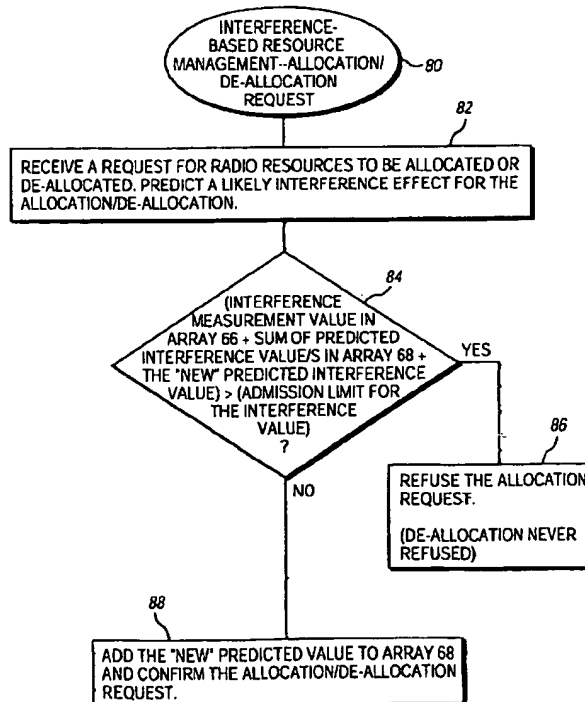 INTERFERENCE-
BASED RESOURCE
MANAGEMENT--ALLOCATION/
DE-ALLOCATION
REQUEST
80
82
RECEIVE A REQUEST FOR RADIO RESOURCES TO BE ALLOCATED OR
DE-ALLOCATED. PREDICT A LIKELY INTERFERENCE EFFECT FOR THE
ALLOCATION/DE-ALLOCATION.
84
(INTERFERENCE
MEASUREMENT VALUE IN
ARRAY 66 + SUM OF PREDICTED
INTERFERENCE VALUE/S IN ARRAY 68 +
THE "NEW" PREDICTED INTERFERENCE
VALUE) > (ADMISSION LIMIT FOR
THE INTERFERENCE
VALUE)
?
YES
NO
86
REFUSE THE ALLOCATION
REQUEST.
(DE-ALLOCATION NEVER
REFUSED)
88
ADD THE "NEW" PREDICTED VALUE TO ARRAY 68
AND CONFIRM THE ALLOCATION/DE-ALLOCATION
REQUEST.